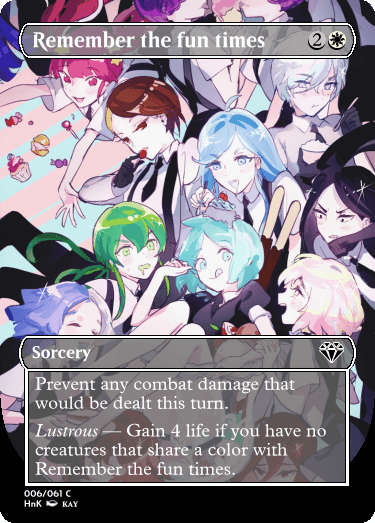 Remember the fun times 2
Sorcery
Prevent any combat damage that
would be dealt this turn.
Lustrous — Gain 4 life if you have no
creatures that share a color with
Remember the fun times.
006/061 C
HnK KAY